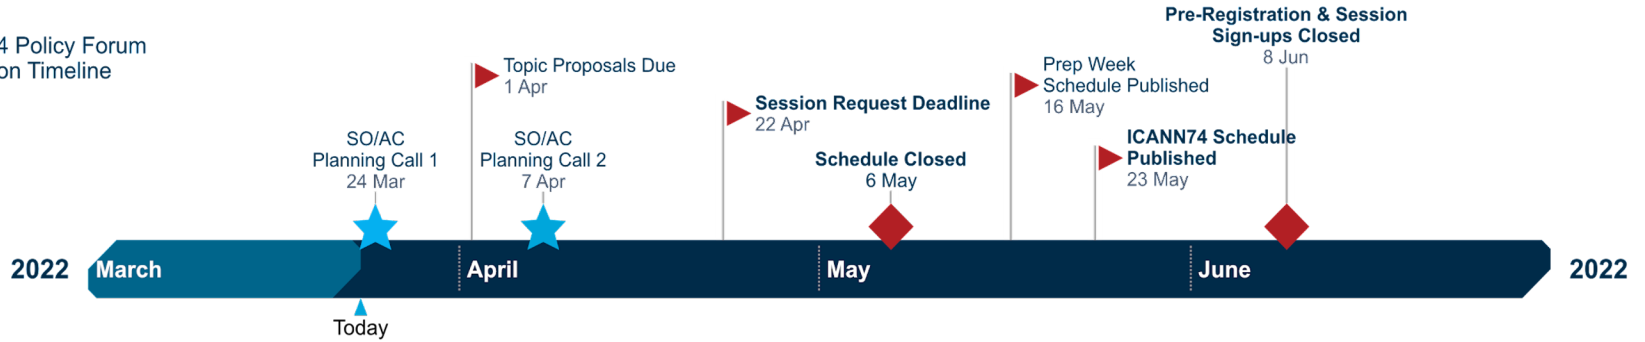 4 Policy Forum
on Timeline
Pre-Registration & Session
Sign-ups Closed
8 Jun
Topic Proposals Due
1 Apr
Prep Week
Schedule Published
16 May
Session Request Deadline
22 Apr
SO/AC
Planning Call 1
24 Mar
SO/AC
Planning Call 2
7 Apr
Schedule Closed
6 May
ICANN74 Schedule
Published
23 May
2022
March
April
May
June
2022
Today